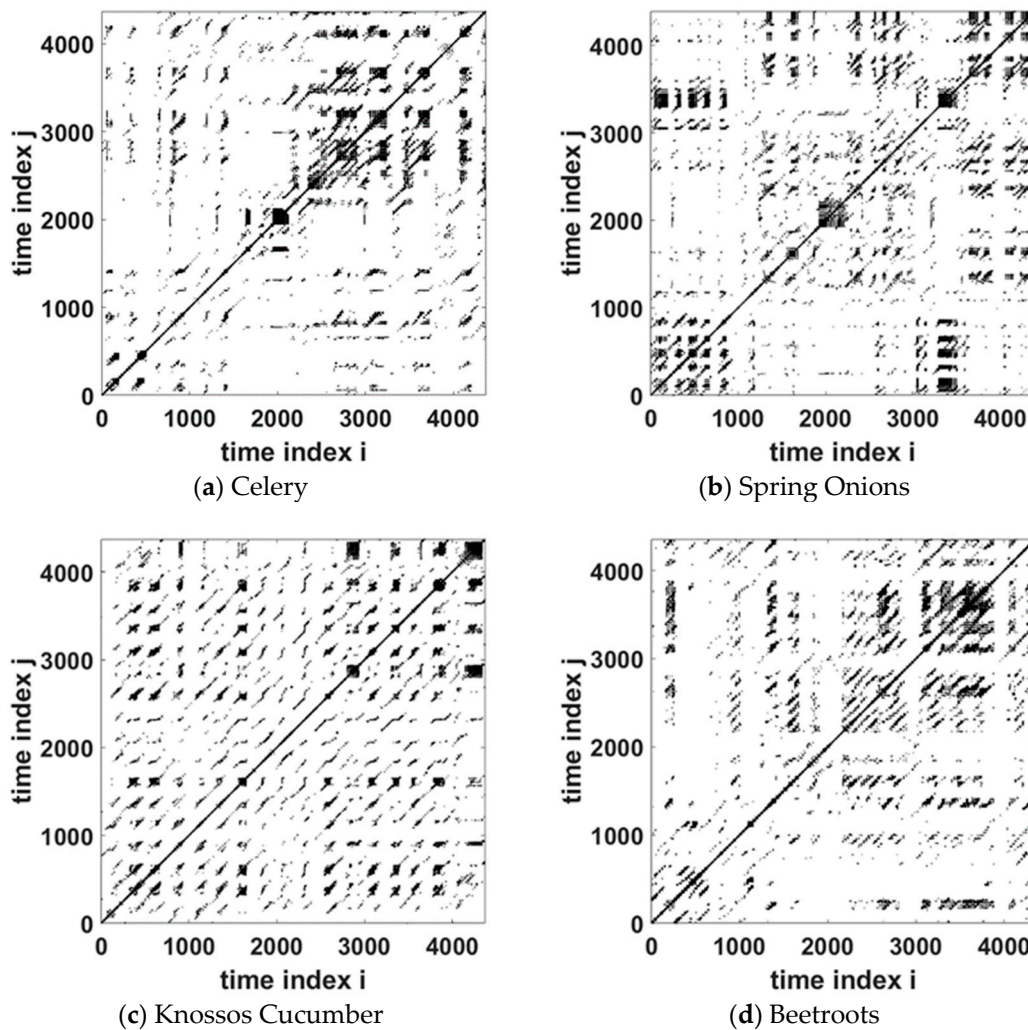 4000
3000
2000
1000
0
time index j
0 1000 2000 3000 4000
time index i
(a) Celery
4000
3000
2000
1000
0
time index j
0 1000 2000 3000 4000
time index i
(b) Spring Onions
4000
3000
2000
1000
0
time index j
0 1000 2000 3000 4000
time index i
(c) Knossos Cucumber
4000
3000
2000
1000
0
time index j
0 1000 2000 3000 4000
time index i
(d) Beetroots